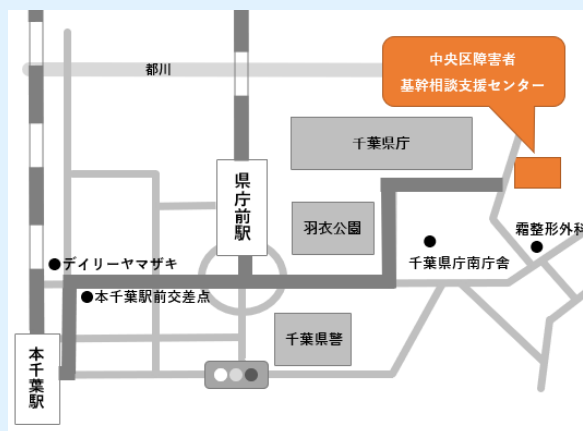 中央区障害者
基幹相談支援センター
都川
千葉県庁
県庁前駅
羽衣公園
霜整形外科
千葉県庁南庁舎
デイリーヤマザキ
本千葉駅前交差点
千葉県警
本千葉駅